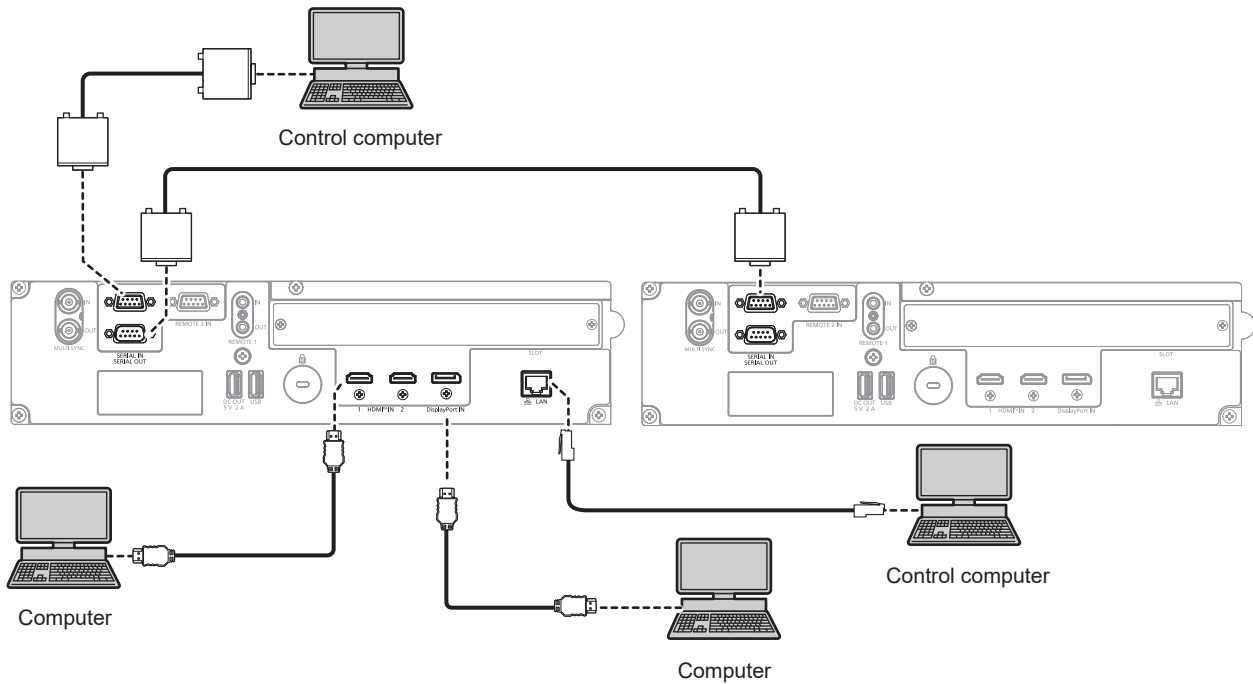 Control computer
IN
OUT
MULTI SYNC
SERIAL IN
SERIAL OUT
REMOTE 2 IN
IN
OUT
REMOTE 1
SLOT
DC OUT
5 V 2 A
USB
1 HDMI™ IN 2
DisplayPort IN
LAN
IN
OUT
MULTI SYNC
SERIAL IN
SERIAL OUT
REMOTE 2 IN
IN
OUT
REMOTE 1
SLOT
DC OUT
5 V 2 A
USB
1 HDMI™ IN 2
DisplayPort IN
LAN
Control computer
Computer
Computer